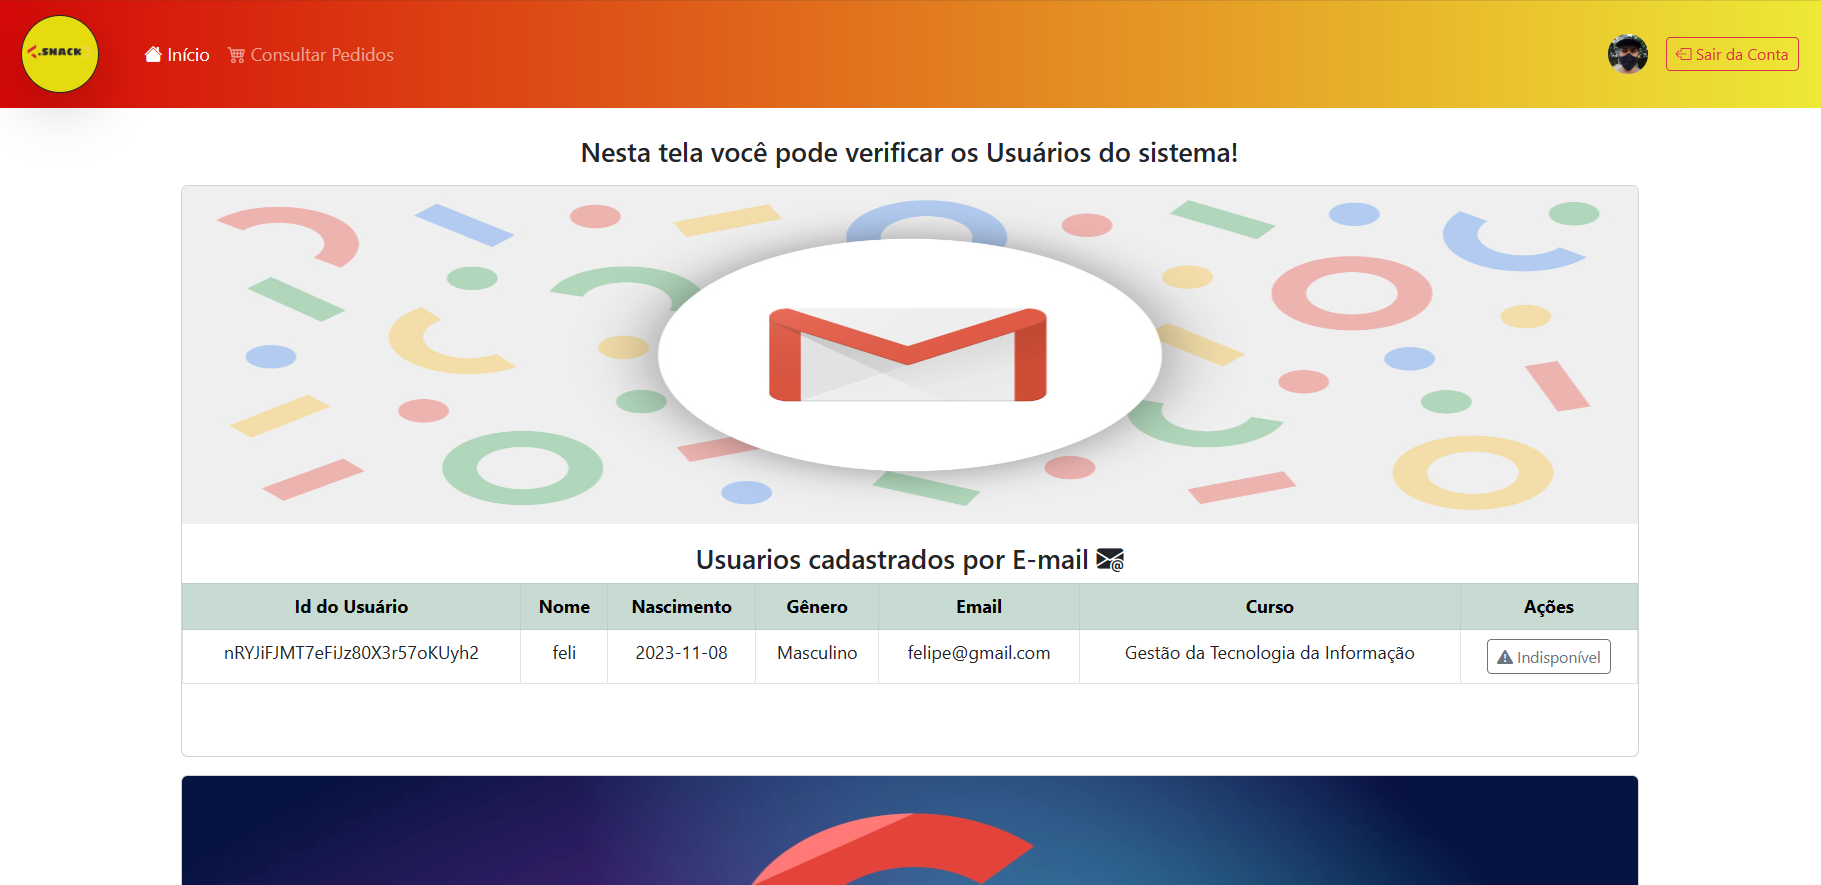 .SNACK
Início Consultar Pedidos Sair da Conta
Nesta tela você pode verificar os Usuários do sistema!
Usuarios cadastrados por E-mail
Id do Usuário Nome Nascimento Gênero Email Curso Ações
nRYJiFJMT7eFiJz80X3r57oKUyh2 feli 2023-11-08 Masculino felipe@gmail.com Gestão da Tecnologia da Informação Indisponível